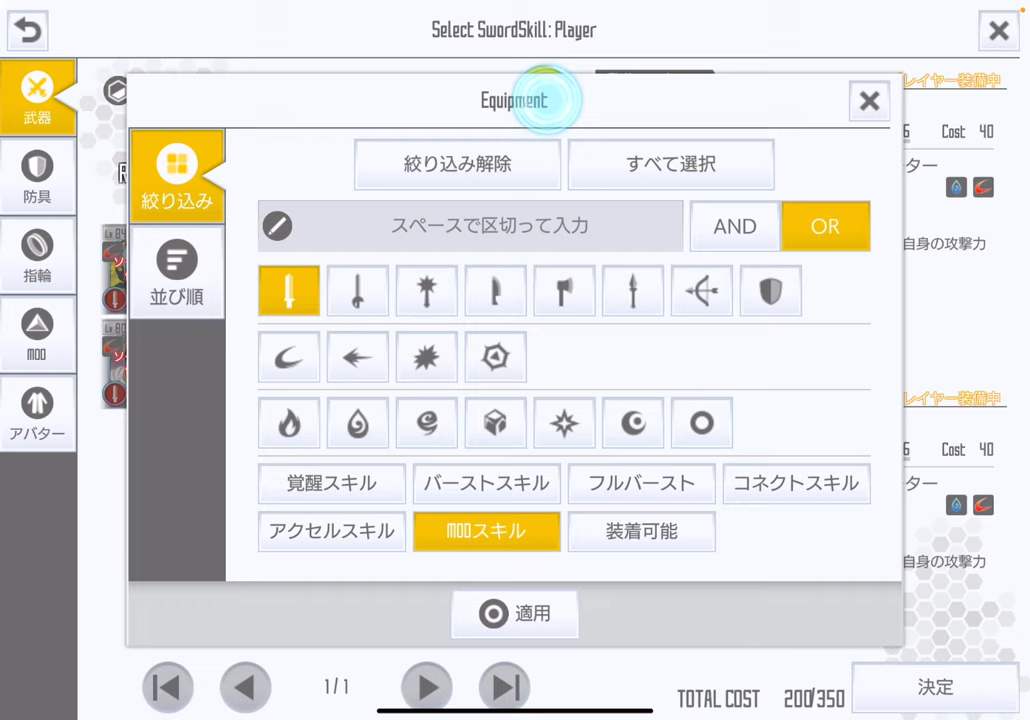 Select SwordSkill: Player
武器
防具
指輪
MOD
アバター
Equipment
絞り込み
並び順
絞り込み解除
すべて選択
スペースで区切って入力
AND
OR
覚醒スキル
バーストスキル
フルバースト
コネクトスキル
アクセルスキル
MODスキル
装着可能
適用
レイヤー装備中
6 Cost 40
ター
自身の攻撃力
レイヤー装備中
6 Cost 40
ター
自身の攻撃力
Lv 84
Lv 80
1/1
TOTAL COST 200/350
決定